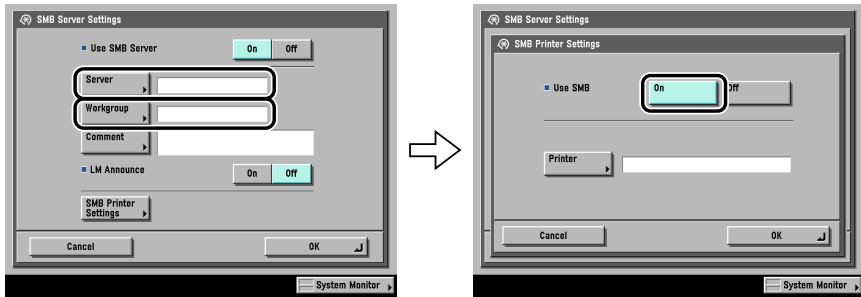 SMB Server Settings
Use SMB Server
On
Off
Server
Workgroup
Comment
LM Announce
On
Off
SMB Printer
Settings
Cancel
OK
System Monitor
SMB Server Settings
SMB Printer Settings
Use SMB
On
Off
Printer
Cancel
OK
System Monitor